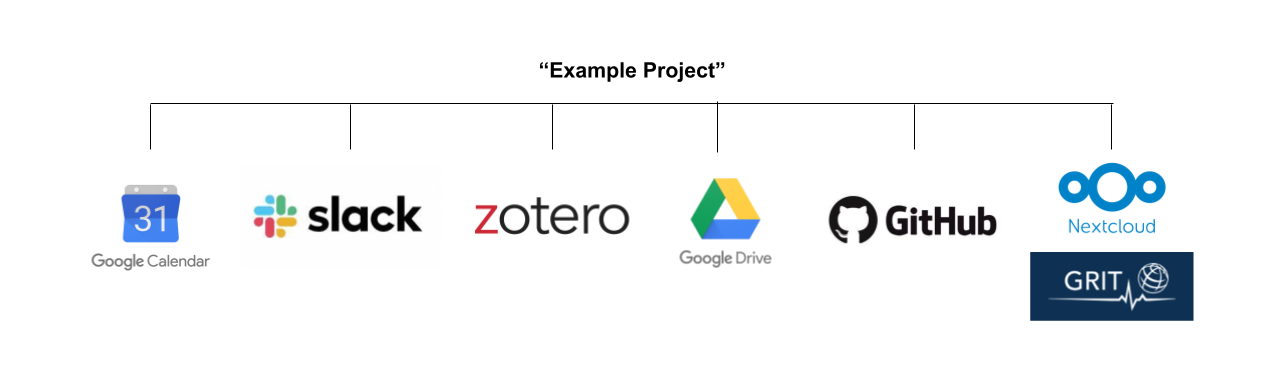 “Example Project”
31
Google Calendar
slack
zotero
Google Drive
GitHub
Nextcloud
GRIT